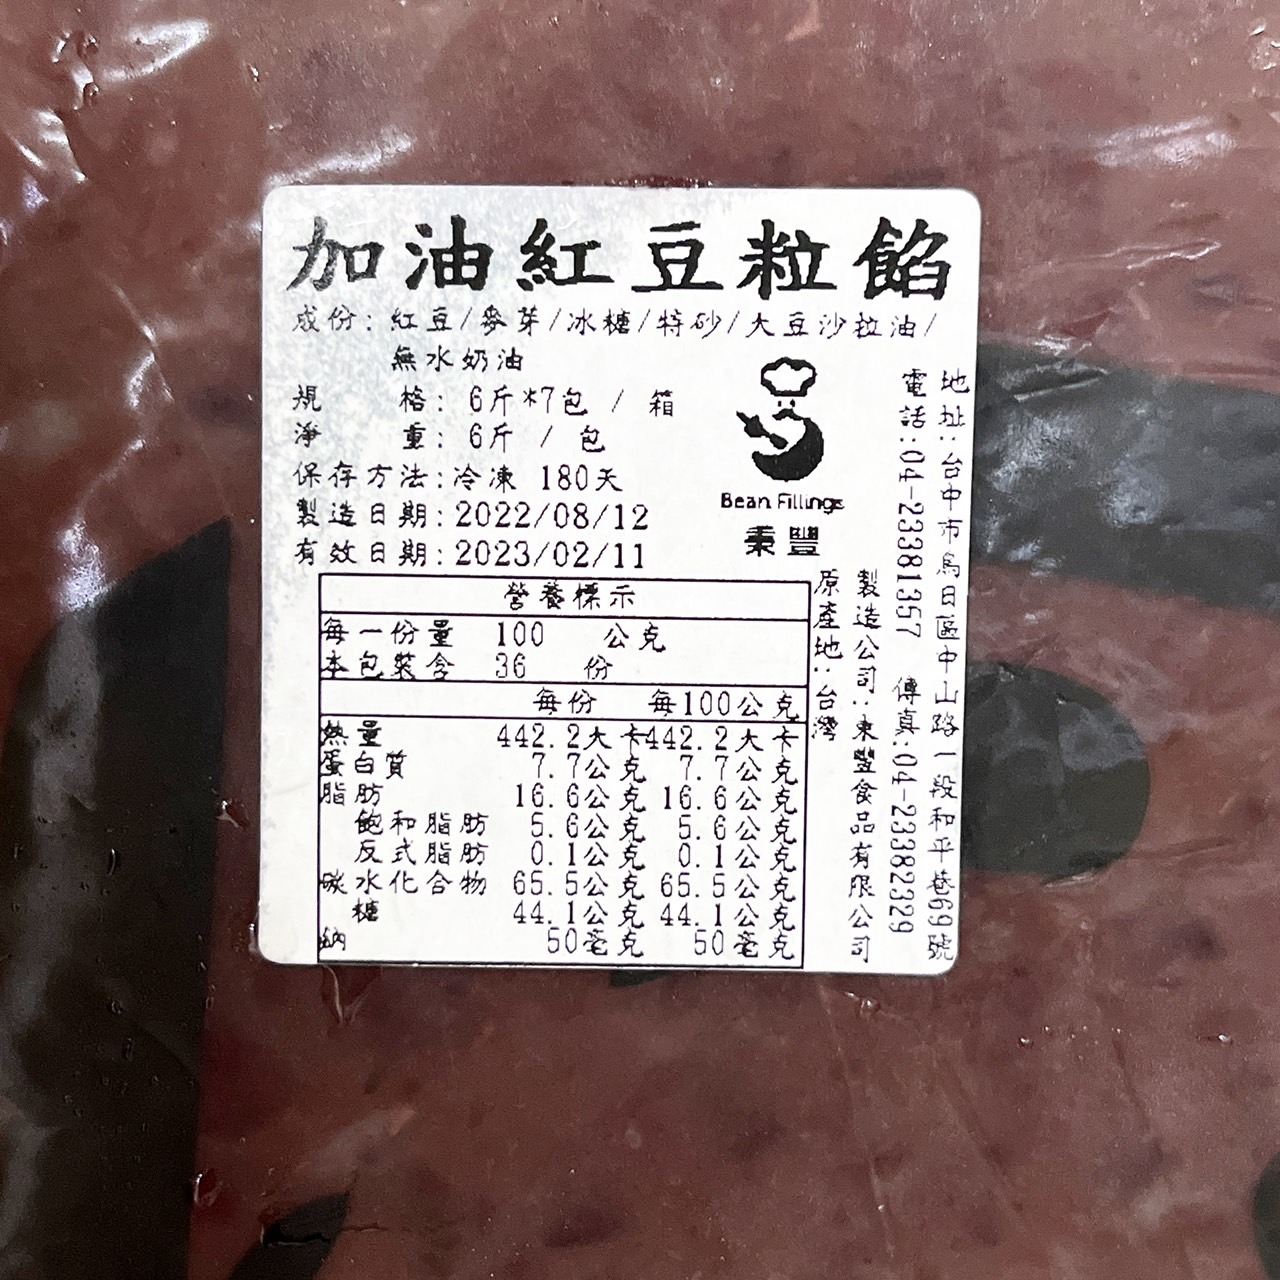 加油紅豆粒餡
成份: 紅豆/麥芽/冰糖/特砂/大豆沙拉油/
無水奶油
規 格: 6斤*7包 / 箱
淨 重: 6斤 / 包
保存方法:冷凍 180天
製造日期:2022/08/12
有效日期:2023/02/11
Bean Fillings
秉豐
營養標示
每一份量 100 公克
本包裝含 36 份
每份 每100公克
熱量 442.2大卡 442.2大卡
蛋白質 7.7公克 7.7公克
脂肪 16.6公克 16.6公克
飽和脂肪 5.6公克 5.6公克
反式脂肪 0.1公克 0.1公克
碳水化合物 65.5公克 65.5公克
糖 44.1公克 44.1公克
鈉 50毫克 50毫克
地址:台中市烏日區中山路一段和平巷69號
電話:04-23381357 傳真:04-23382329
製造公司:東豐食品有限公司
原產地:台灣